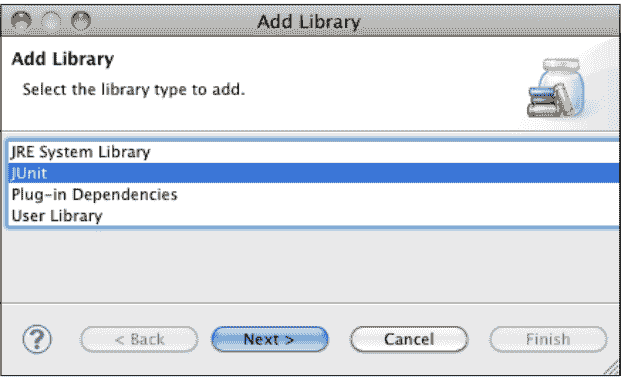 Add Library
Add Library
Select the library type to add.
JRE System Library
JUnit
Plug-in Dependencies
User Library
? < Back Next > Cancel Finish